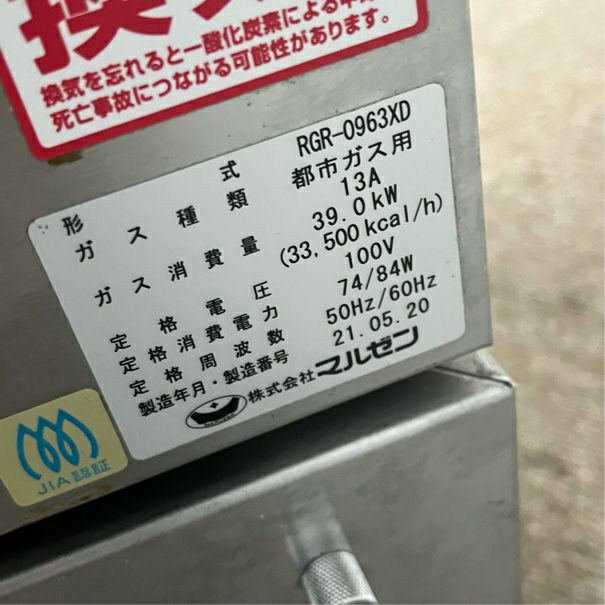 換
換気を忘れると一酸化炭素による中
死亡事故につながる可能性があります。
形式 RGR-0963XD
ガス種類 都市ガス用
13A
ガス消費量 39.0kW
(33,500kcal/h)
定格電圧 100V
定格消費電力 74/84W
定格周波数 50Hz/60Hz
製造年月・製造番号 21.05.20
株式会社マルゼン
JIA認証